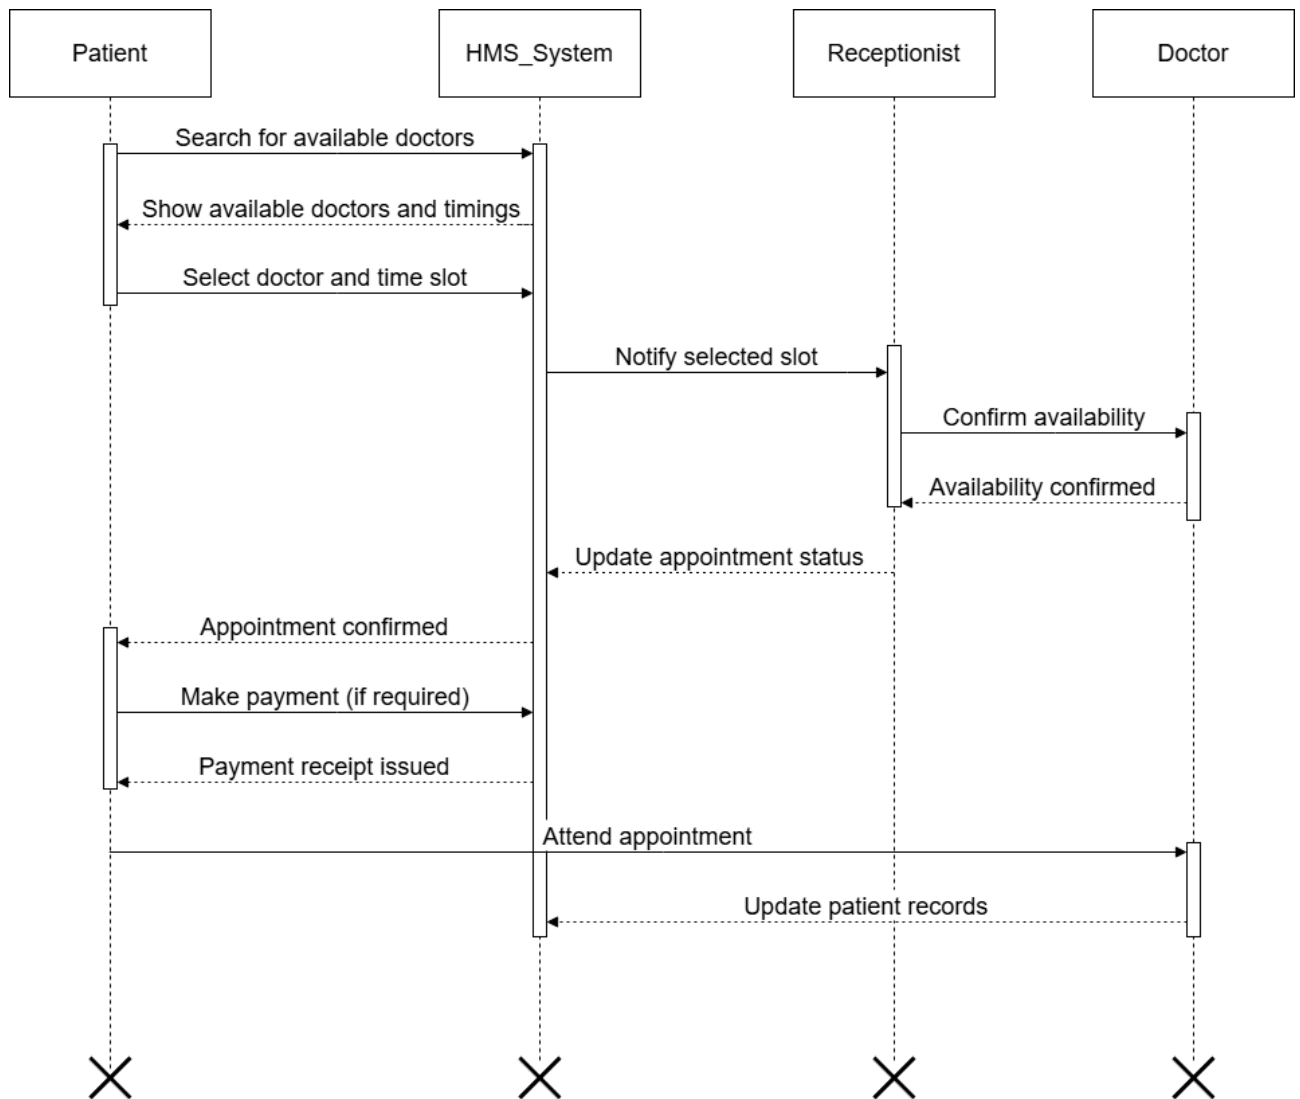 Patient
HMS_System
Receptionist
Doctor
Search for available doctors
Show available doctors and timings
Select doctor and time slot
Notify selected slot
Confirm availability
Availability confirmed
Update appointment status
Appointment confirmed
Make payment (if required)
Payment receipt issued
Attend appointment
Update patient records